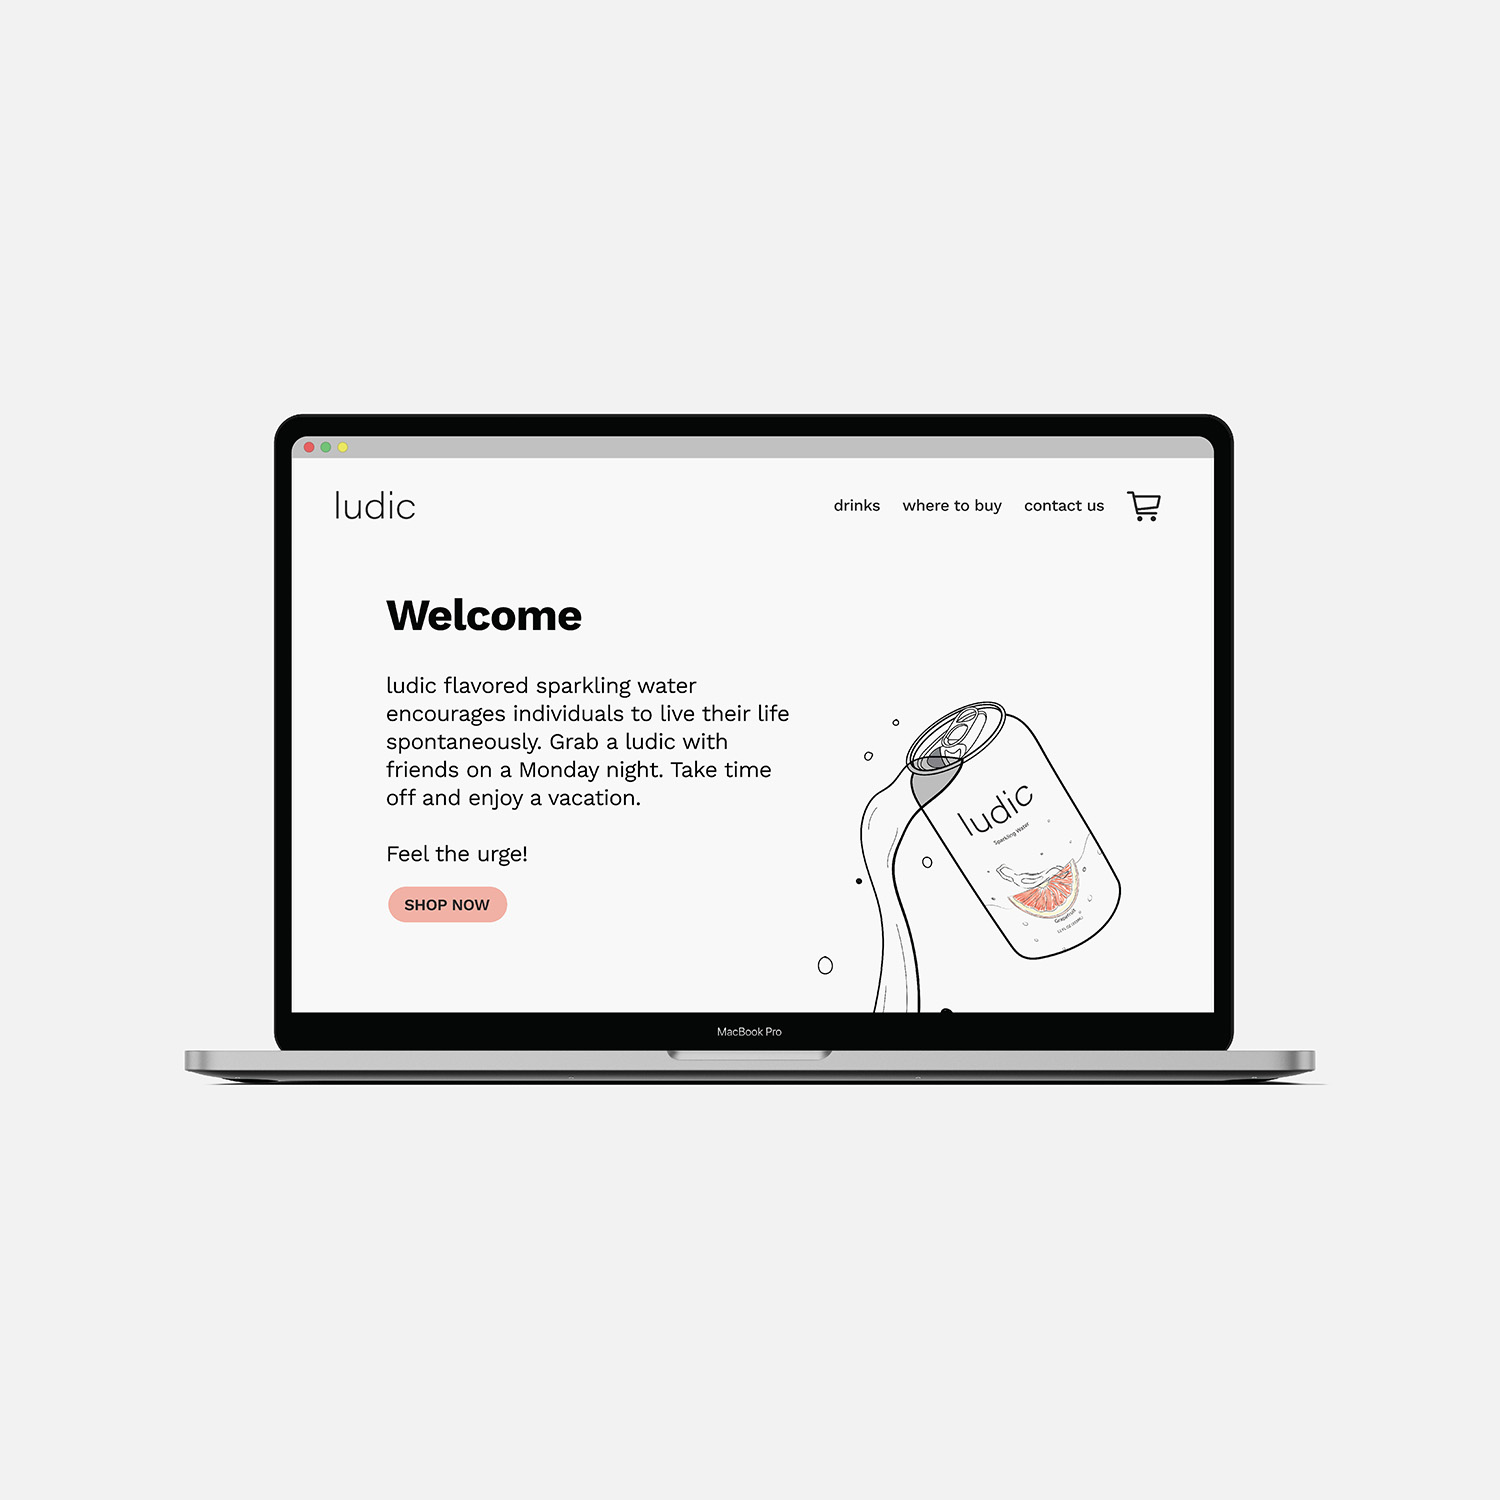 ludic
drinks where to buy contact us
Welcome
ludic flavored sparkling water
encourages individuals to live their life
spontaneously. Grab a ludic with
friends on a Monday night. Take time
off and enjoy a vacation.
Feel the urge!
SHOP NOW
ludic
Sparkling Water
Grapefruit
MacBook Pro